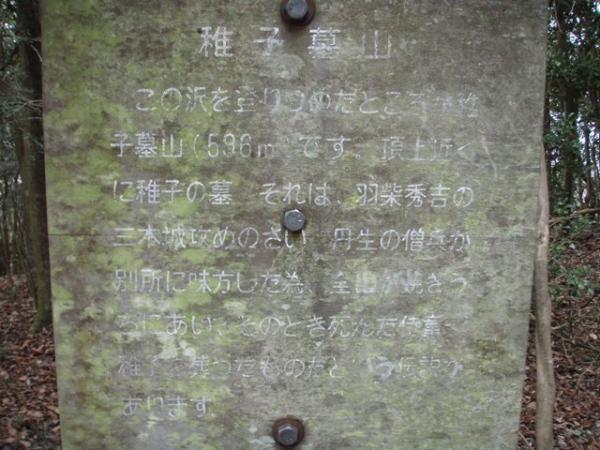 稚子墓山
この沢を登りつめたところが稚
子墓山(596m)です。頂上近く
に稚子の墓 それは、羽柴秀吉の
三木城攻めのさい 丹生の僧兵が
別所に味方した為、全山が焼きう
ちにあい、そのとき死んだ
稚子を葬ったものだという伝説が
あります